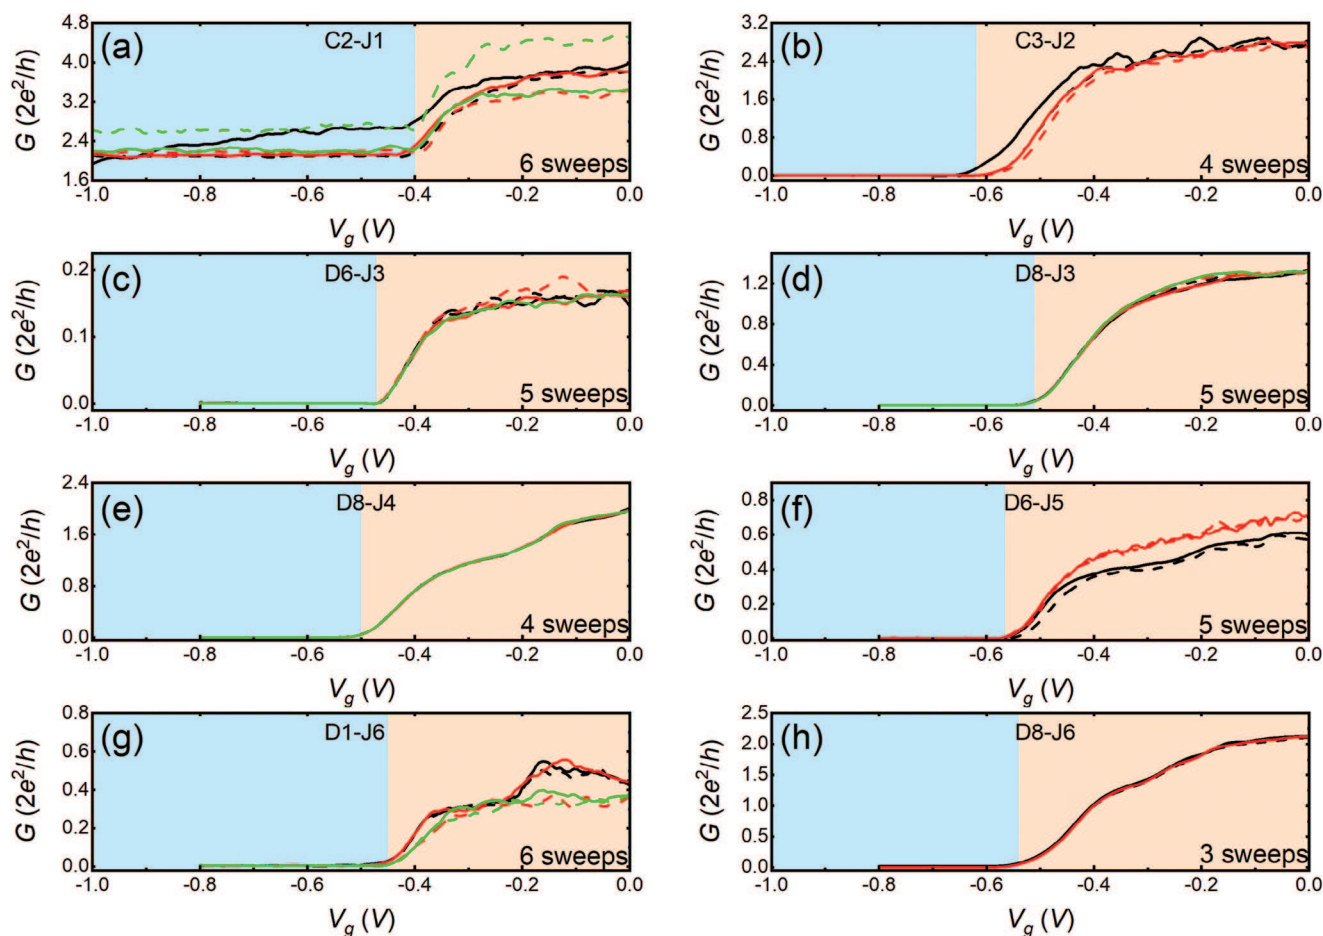 (a) C2-J1
G (2e²/h)
4.8
4.0
3.2
2.4
1.6
6 sweeps
-1.0 -0.8 -0.6 -0.4 -0.2 0.0
V_g (V)
(b) C3-J2
G (2e²/h)
3.2
2.4
1.6
0.8
0.0
4 sweeps
-1.0 -0.8 -0.6 -0.4 -0.2 0.0
V_g (V)
(c) D6-J3
G (2e²/h)
0.2
0.1
0.0
5 sweeps
-1.0 -0.8 -0.6 -0.4 -0.2 0.0
V_g (V)
(d) D8-J3
G (2e²/h)
1.2
0.8
0.4
0.0
5 sweeps
-1.0 -0.8 -0.6 -0.4 -0.2 0.0
V_g (V)
(e) D8-J4
G (2e²/h)
2.4
1.6
0.8
0.0
4 sweeps
-1.0 -0.8 -0.6 -0.4 -0.2 0.0
V_g (V)
(f) D6-J5
G (2e²/h)
0.8
0.6
0.4
0.2
0.0
5 sweeps
-1.0 -0.8 -0.6 -0.4 -0.2 0.0
V_g (V)
(g) D1-J6
G (2e²/h)
0.8
0.6
0.4
0.2
0.0
6 sweeps
-1.0 -0.8 -0.6 -0.4 -0.2 0.0
V_g (V)
(h) D8-J6
G (2e²/h)
2.5
2.0
1.5
1.0
0.5
0.0
3 sweeps
-1.0 -0.8 -0.6 -0.4 -0.2 0.0
V_g (V)